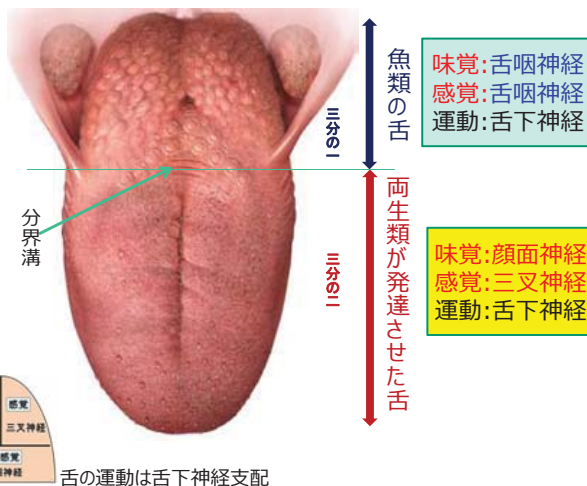 魚類の舌
三分の一
味覚:舌咽神経
感覚:舌咽神経
運動:舌下神経
分界溝
両生類が発達させた舌
三分の二
味覚:顔面神経
感覚:三叉神経
運動:舌下神経
感覚
三叉神経
感覚
神経
舌の運動は舌下神経支配